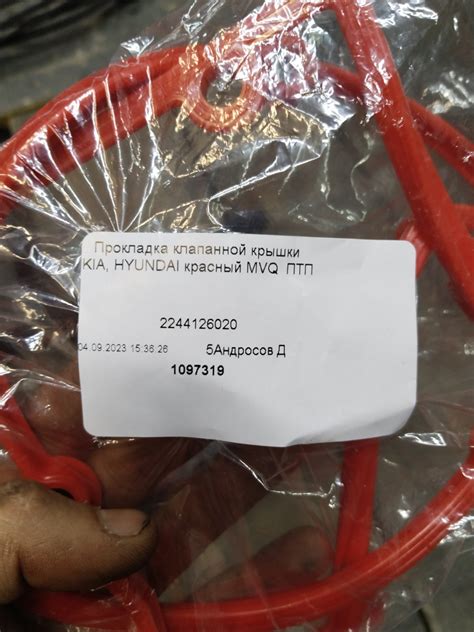 Прокладка клапанной крышки
KIA, HYUNDAI красный MVQ ПТП
2244126020
04.09.2023 15:36:26 5Андросов Д
1097319